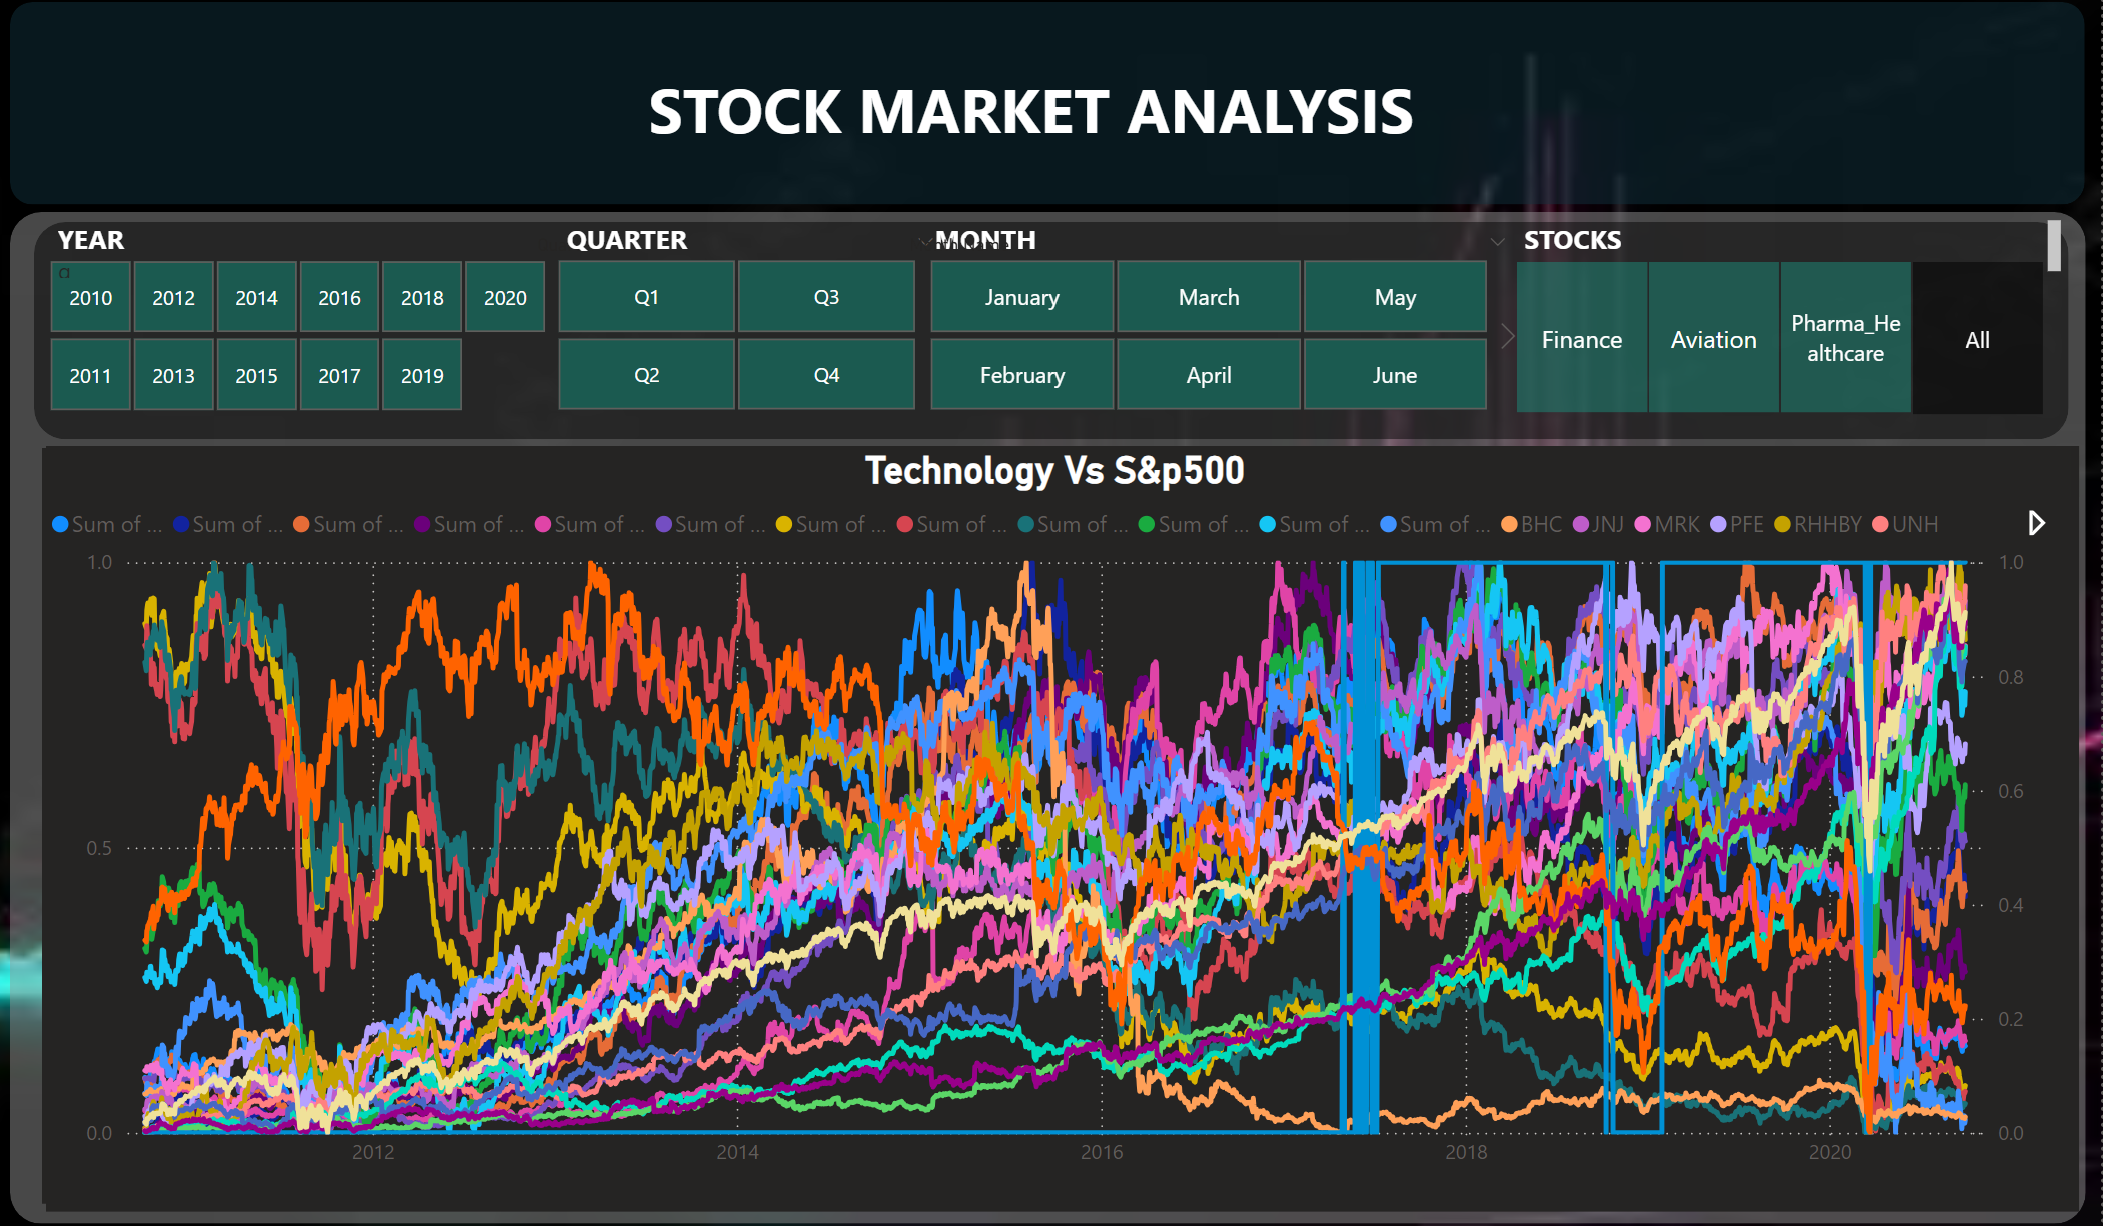 STOCK MARKET ANALYSIS
YEAR
QUARTER
MONTH
STOCKS
2010
2012
2014
2016
2018
2020
2011
2013
2015
2017
2019
Q1
Q3
Q2
Q4
January
March
May
February
April
June
Finance
Aviation
Pharma_He
althcare
All
Technology Vs S&p500
Sum of ... Sum of ... Sum of ... Sum of ... Sum of ... Sum of ... Sum of ... Sum of ... Sum of ... Sum of ... Sum of ... Sum of ... BHC JNJ MRK PFE RHHBY UNH
1.0
0.5
0.0
1.0
0.8
0.6
0.4
0.2
0.0
2012 2014 2016 2018 2020